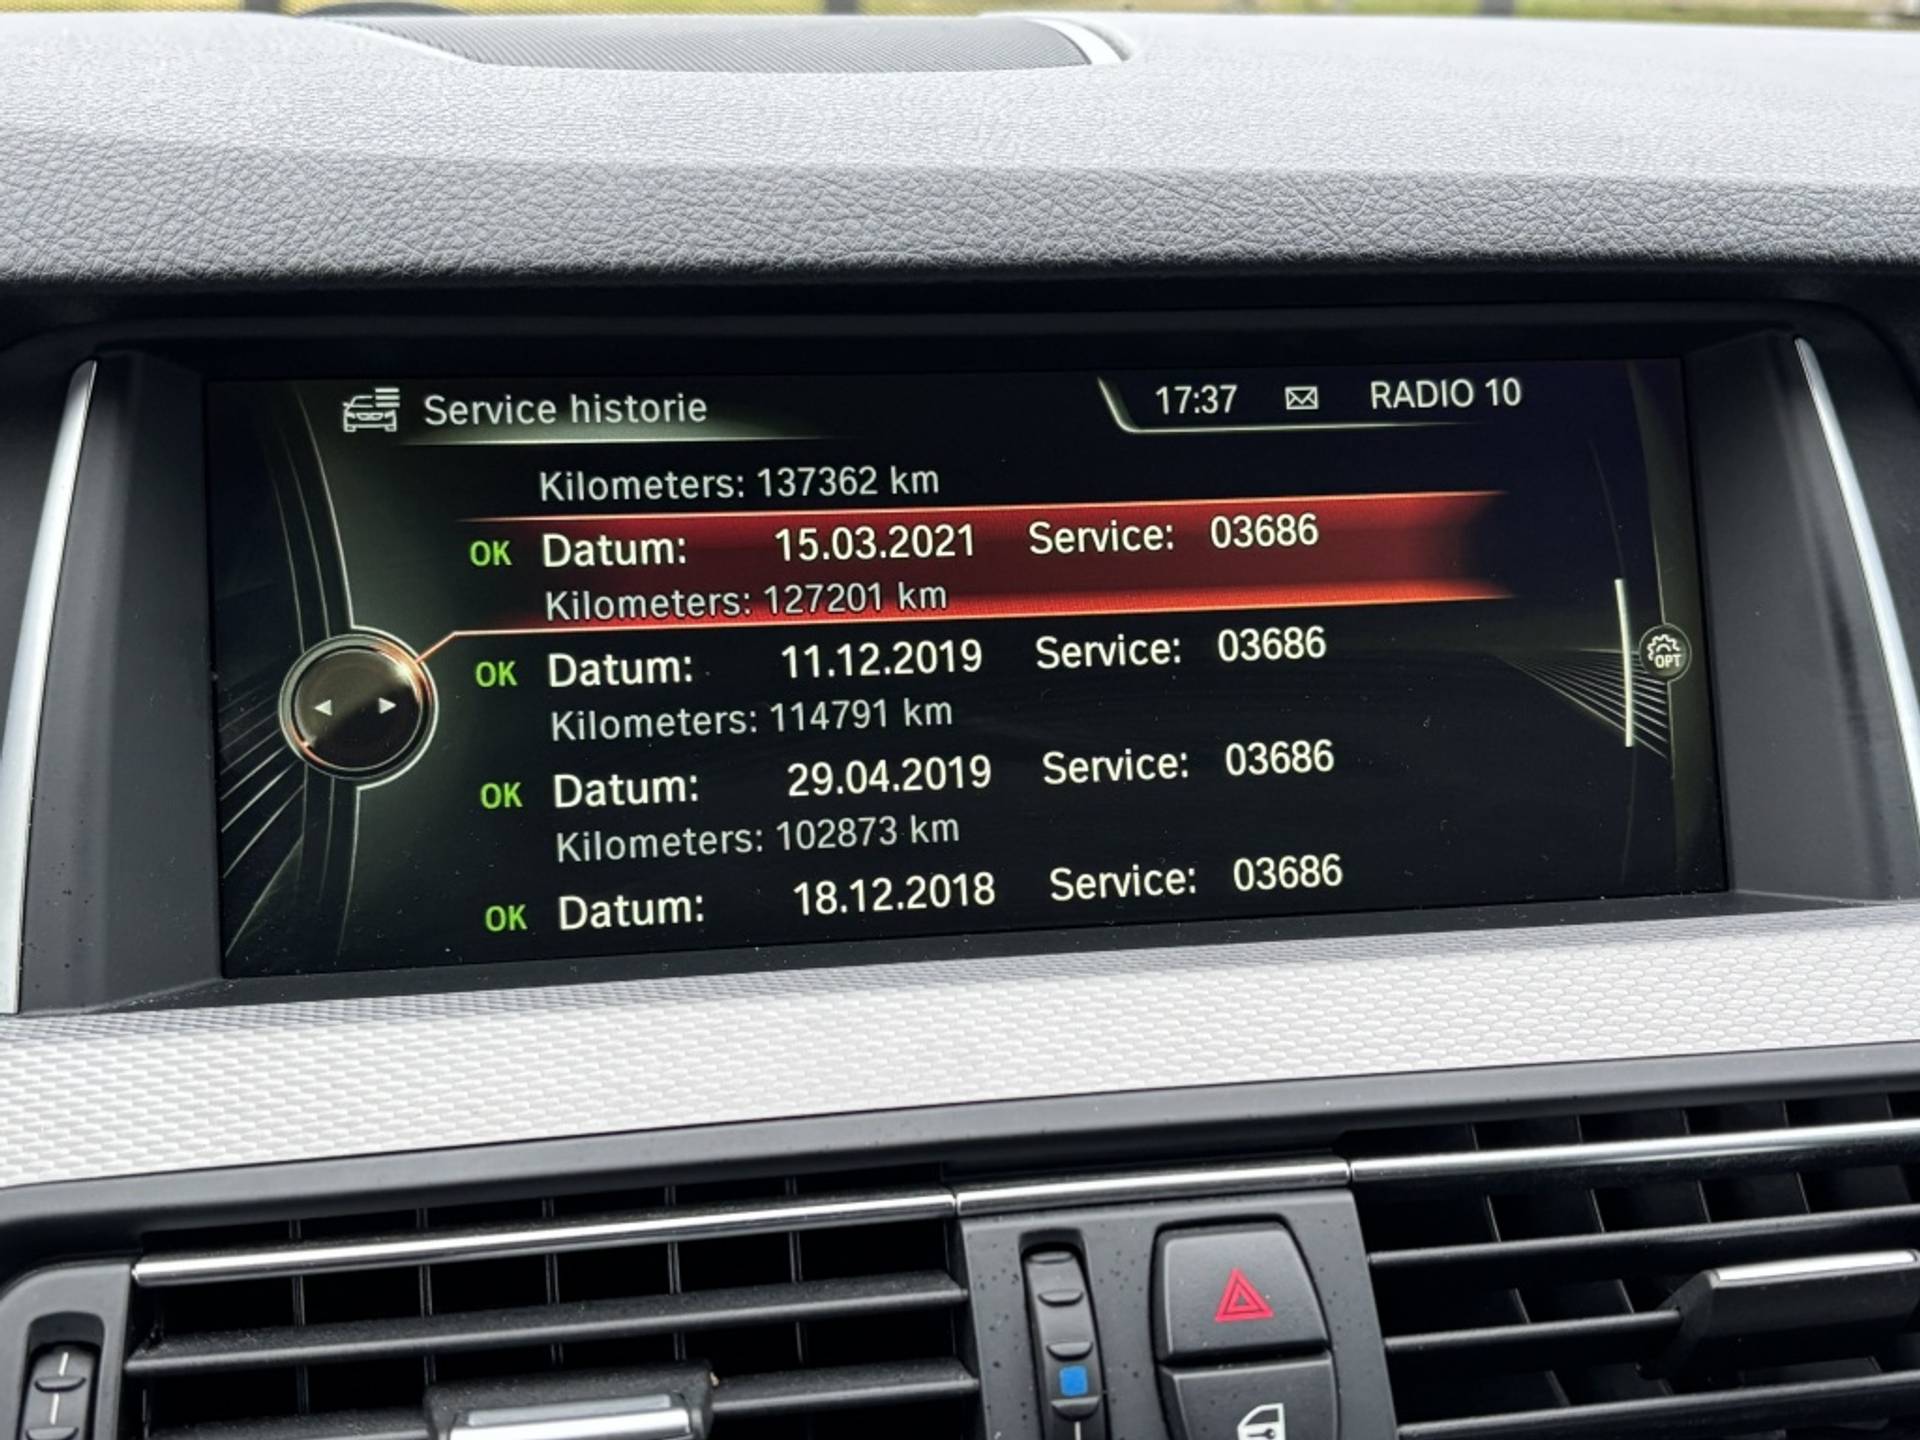 Service historie 17:37 RADIO 10
Kilometers: 137362 km
OK Datum: 15.03.2021 Service: 03686
Kilometers: 127201 km
OK Datum: 11.12.2019 Service: 03686
Kilometers: 114791 km
OK Datum: 29.04.2019 Service: 03686
Kilometers: 102873 km
OK Datum: 18.12.2018 Service: 03686
OPT